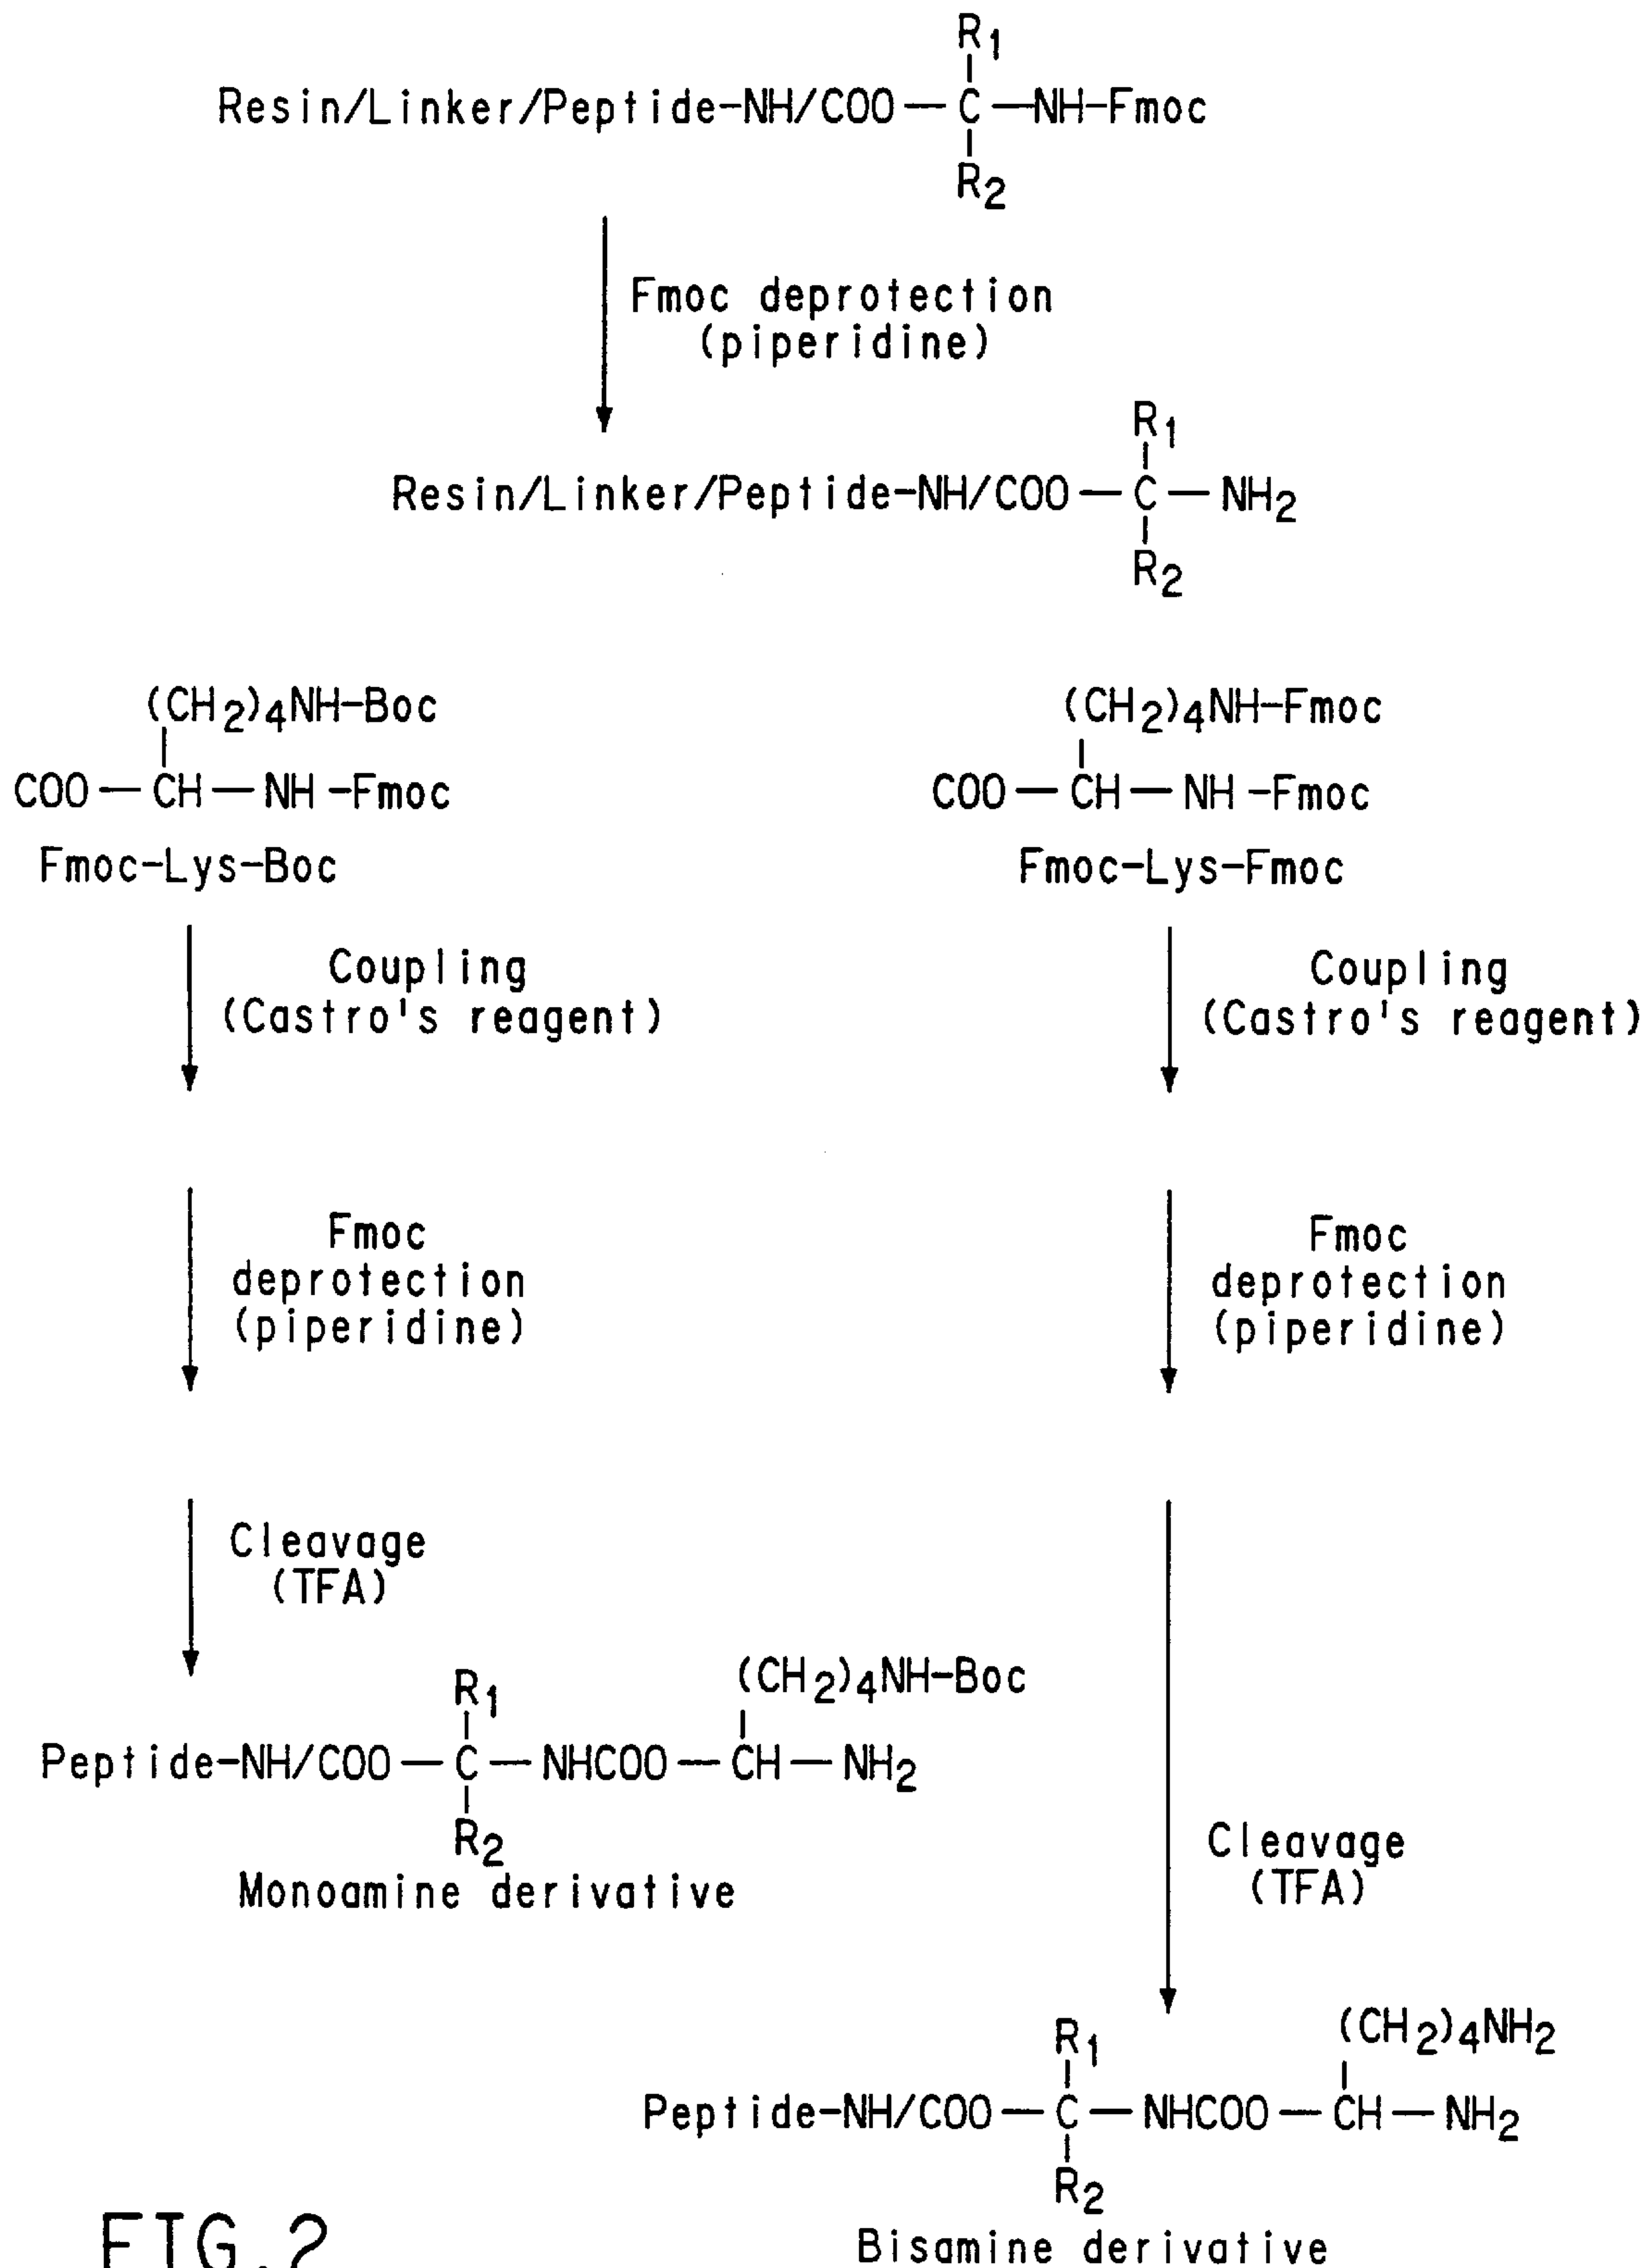 R1
Resin/Linker/Peptide-NH/COO — C — NH-Fmoc
R2
Fmoc deprotection
(piperidine)
R1
Resin/Linker/Peptide-NH/COO — C — NH2
R2
(CH2)4NH-Boc
COO — CH — NH -Fmoc
Fmoc-Lys-Boc
(CH2)4NH-Fmoc
COO — CH — NH -Fmoc
Fmoc-Lys-Fmoc
Coupling
(Castro's reagent)
Coupling
(Castro's reagent)
Fmoc
deprotection
(piperidine)
Fmoc
deprotection
(piperidine)
Cleavage
(TFA)
R1
(CH2)4NH-Boc
Peptide-NH/COO — C — NHCOO — CH — NH2
R2
Monoamine derivative
Cleavage
(TFA)
R1
(CH2)4NH2
Peptide-NH/COO — C — NHCOO — CH — NH2
R2
Bisamine derivative
FIG.2